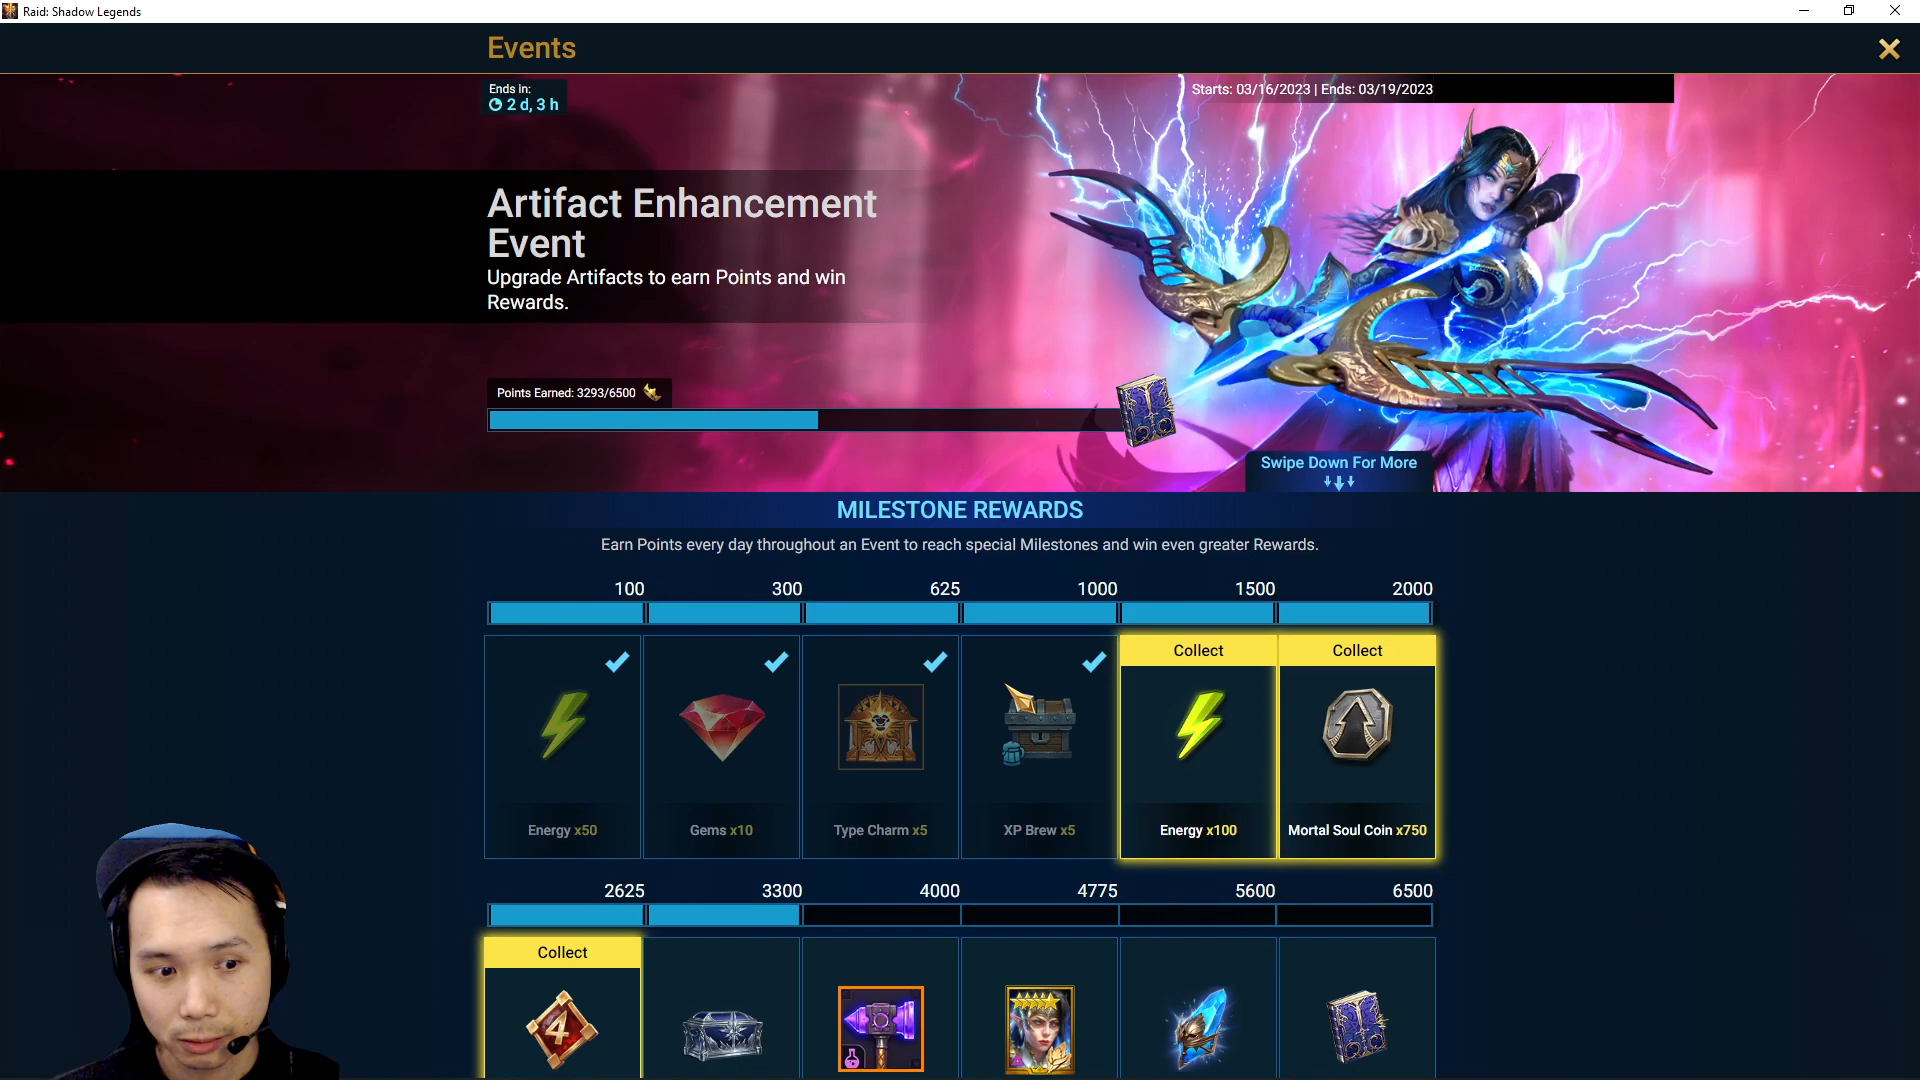 Raid: Shadow Legends
Events
Ends in:
2 d, 3 h
Starts: 03/16/2023 | Ends: 03/19/2023
Artifact Enhancement
Event
Upgrade Artifacts to earn Points and win
Rewards.
Points Earned: 3293/6500
Swipe Down For More
MILESTONE REWARDS
Earn Points every day throughout an Event to reach special Milestones and win even greater Rewards.
100 300 625 1000 1500 2000
Collect Collect
Energy x50 Gems x10 Type Charm x5 XP Brew x5 Energy x100 Mortal Soul Coin x750
2625 3300 4000 4775 5600 6500
Collect
4